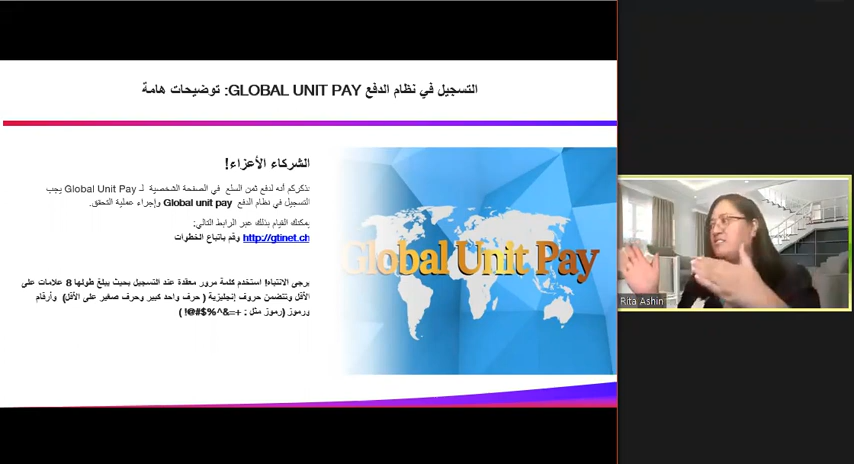 التسجيل في نظام الدفع GLOBAL UNIT PAY: توضيحات هامة
الشركاء الأعزاء!
نذكركم أنه لدفع ثمن السلع في الصفحة الشخصية لـ Global Unit Pay يجب
التسجيل في نظام الدفع Global unit pay وإجراء عملية التحقق.
يمكنك القيام بذلك عبر الرابط التالي:
http://gtinet.ch وقم باتباع الخطوات
يرجى الانتباه! استخدم كلمة مرور معقدة عند التسجيل بحيث يبلغ طولها 8 علامات على
الأقل وتتضمن حروف إنجليزية ( حرف واحد كبير وحرف صغير على الأقل) وأرقام
ورموز (رموز مثل : +=&^%$#@! )
Global Unit Pay
Rita Ashin